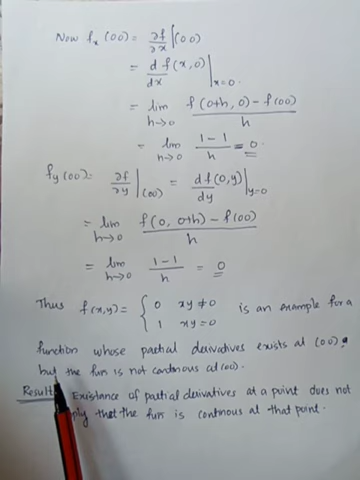 Now fx (00) = ∂f/∂x |(00)
= d/dx f(x,0) |x=0
= lim h→0 f(0+h, 0) - f(00) / h
= lim h→0 1-1 / h = 0
fy(00) = ∂f/∂y |(00) = d f(0,y)/dy |y=0
= lim h→0 f(0, 0+h) - f(00) / h
= lim h→0 1-1 / h = 0
Thus f(x,y) = { 0 xy≠0 is an example for a
1 xy=0
function whose partial derivatives exists at (00),
but the funs is not continous at (00).
Result: Existance of partial derivatives at a point does not
imply that the funs is continous at that point.